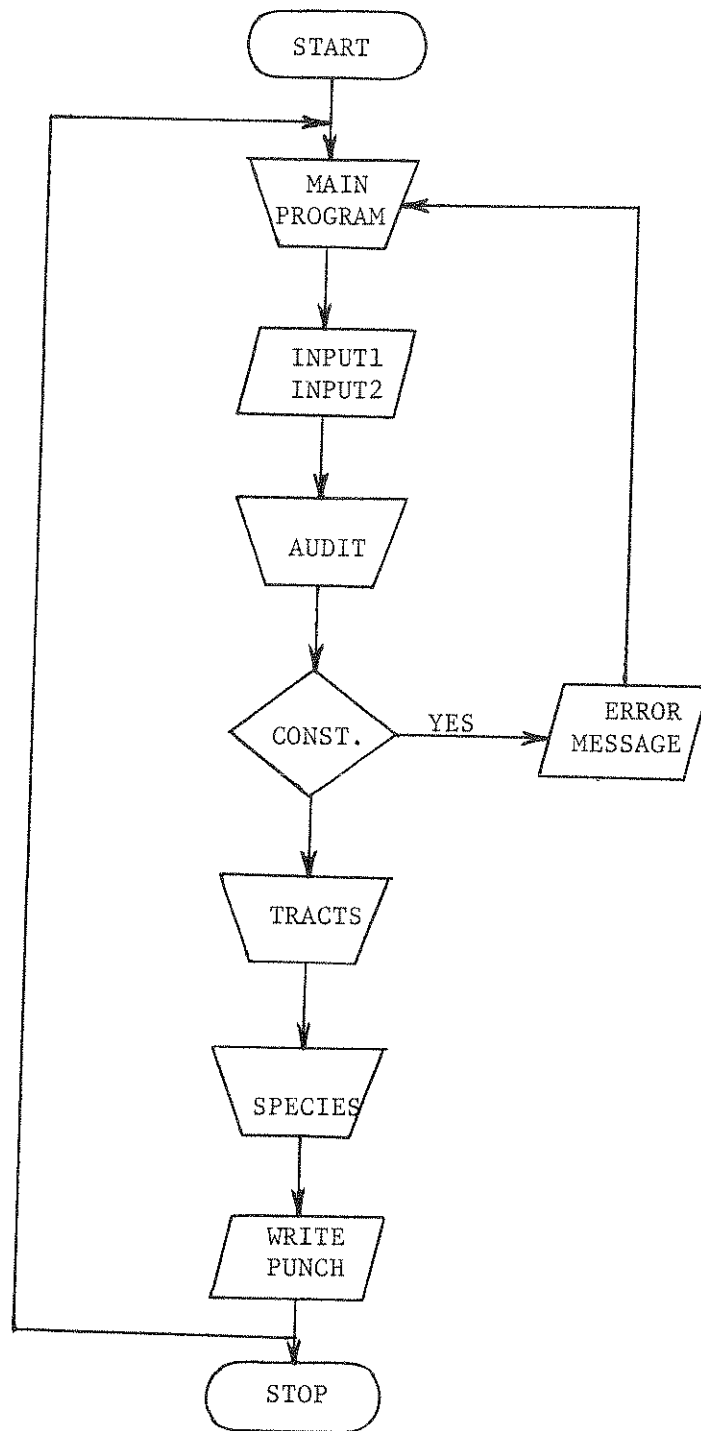 START
MAIN
PROGRAM
INPUT1
INPUT2
AUDIT
CONST.
YES
ERROR
MESSAGE
TRACTS
SPECIES
WRITE
PUNCH
STOP